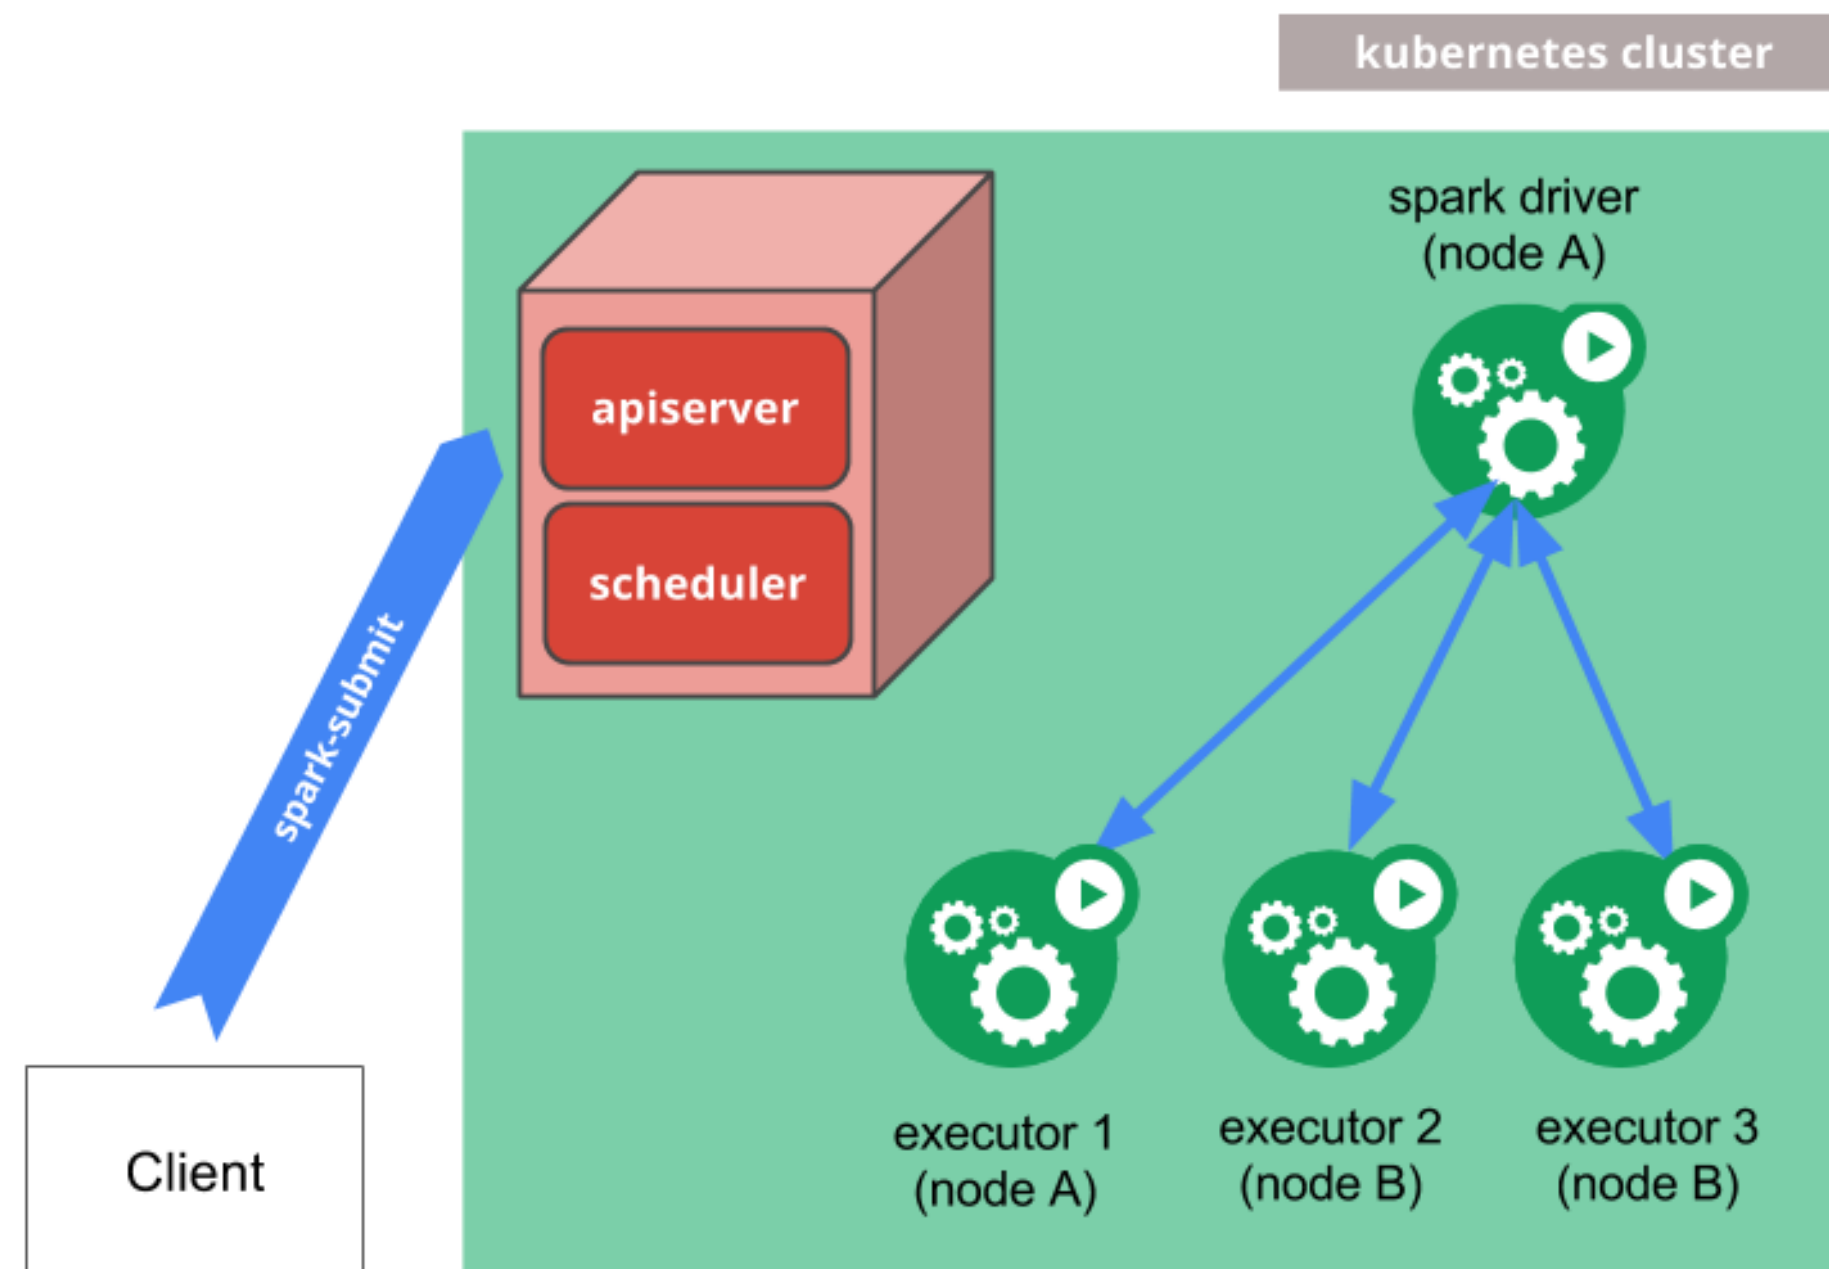 kubernetes cluster
spark driver
(node A)
apiserver
scheduler
spark-submit
Client
executor 1
(node A)
executor 2
(node B)
executor 3
(node B)